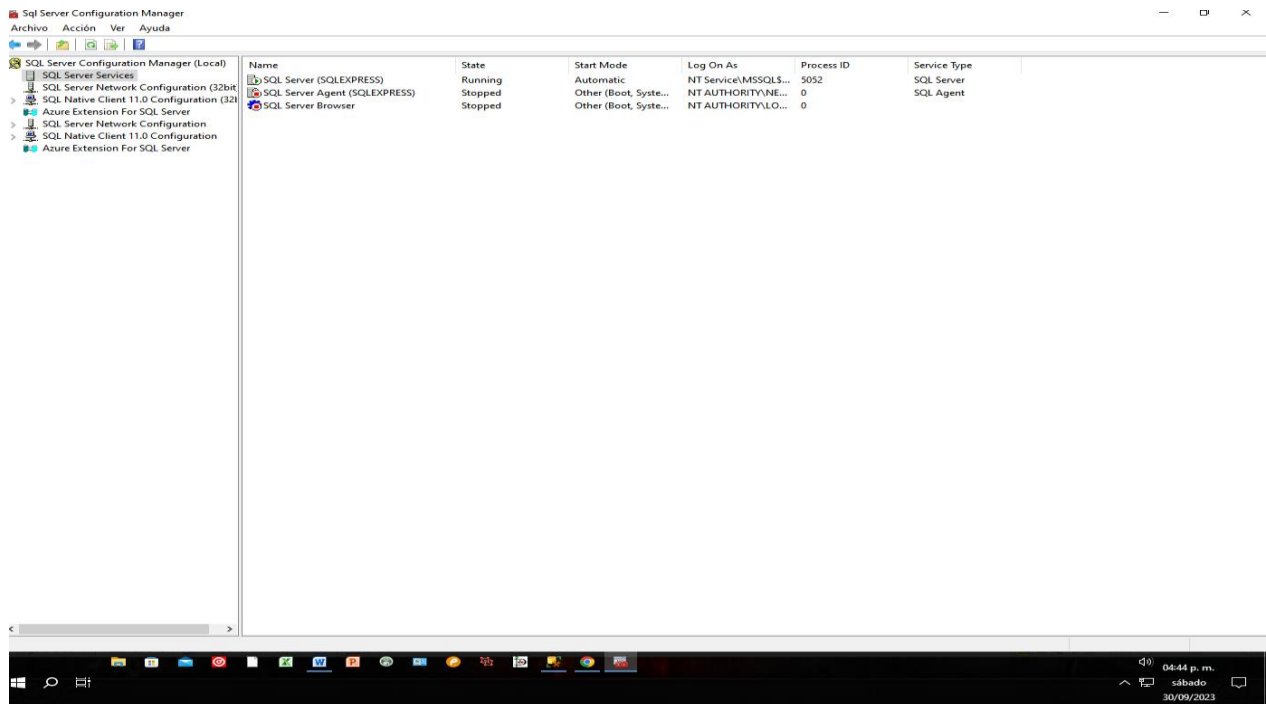 Sql Server Configuration Manager
Archivo Acción Ver Ayuda
SQL Server Configuration Manager (Local)
SQL Server Services
SQL Server Network Configuration (32bit
SQL Native Client 11.0 Configuration (32l
Azure Extension For SQL Server
SQL Server Network Configuration
SQL Native Client 11.0 Configuration
Azure Extension For SQL Server
Name State Start Mode Log On As Process ID Service Type
SQL Server (SQLEXPRESS) Running Automatic NT Service\MSSQL$... 5052 SQL Server
SQL Server Agent (SQLEXPRESS) Stopped Other (Boot, Syste... NT AUTHORITY\NE... 0 SQL Agent
SQL Server Browser Stopped Other (Boot, Syste... NT AUTHORITY\LO... 0
04:44 p. m.
sábado
30/09/2023